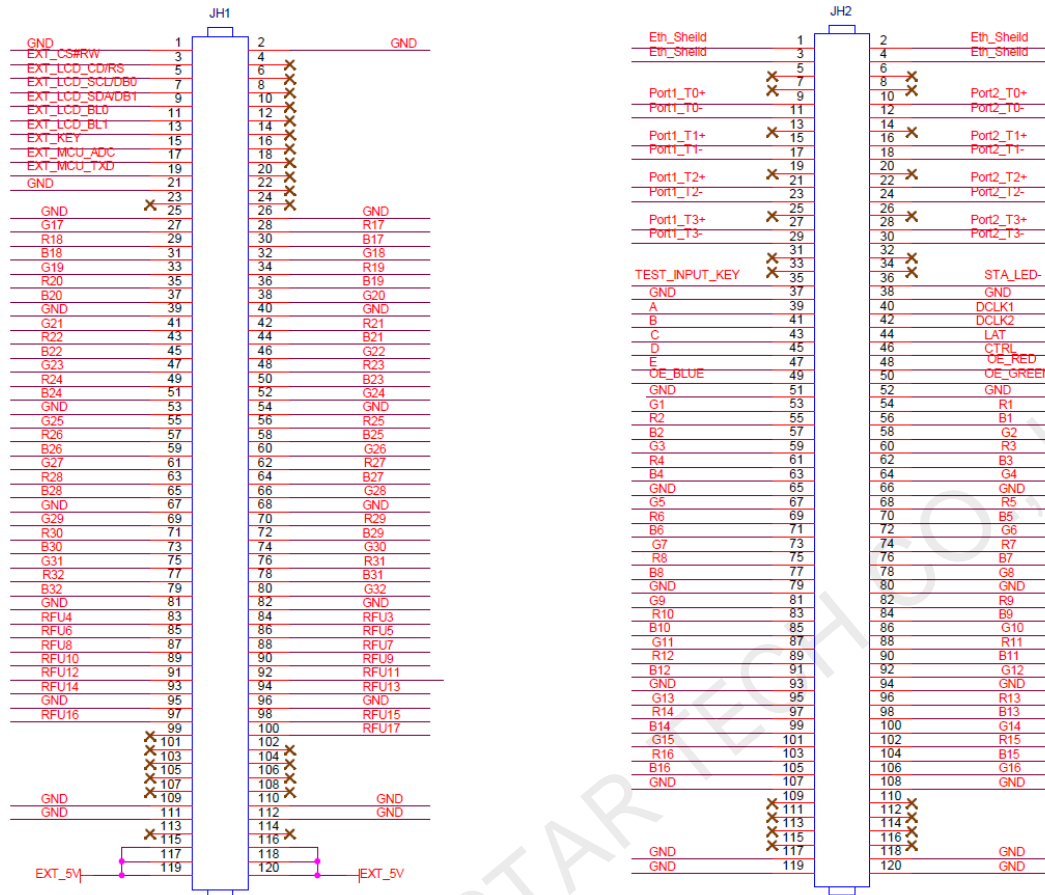 JH1
GND 1 2 GND
EXT_CS#RW 3 4
EXT_LCD_CD/RS 5 6
EXT_LCD_SCL/DB0 7 8
EXT_LCD_SDA/DB1 9 10
EXT_LCD_BL0 11 12
EXT_LCD_BL1 13 14
EXT_KEY 15 16
EXT_MCU_ADC 17 18
EXT_MCU_TXD 19 20
GND 21 22
23 24
GND 25 26 GND
G17 27 28 R17
R18 29 30 B17
B18 31 32 G18
G19 33 34 R19
R20 35 36 B19
B20 37 38 G20
GND 39 40 GND
G21 41 42 R21
R22 43 44 B21
B22 45 46 G22
G23 47 48 R23
R24 49 50 B23
B24 51 52 G24
GND 53 54 GND
G25 55 56 R25
R26 57 58 B25
B26 59 60 G26
G27 61 62 R27
R28 63 64 B27
B28 65 66 G28
GND 67 68 GND
G29 69 70 R29
R30 71 72 B29
B30 73 74 G30
G31 75 76 R31
R32 77 78 B31
B32 79 80 G32
GND 81 82 GND
RFU4 83 84 RFU3
RFU6 85 86 RFU5
RFU8 87 88 RFU7
RFU10 89 90 RFU9
RFU12 91 92 RFU11
RFU14 93 94 RFU13
GND 95 96 GND
RFU16 97 98 RFU15
99 100 RFU17
101 102
103 104
105 106
107 108
GND 109 110 GND
GND 111 112 GND
113 114
115 116
117 118
EXT_5V 119 120 EXT_5V
JH2
Eth_Sheild 1 2 Eth_Sheild
Eth_Sheild 3 4 Eth_Sheild
5 6
7 8
Port1_T0+ 9 10 Port2_T0+
Port1_T0- 11 12 Port2_T0-
13 14
Port1_T1+ 15 16 Port2_T1+
Port1_T1- 17 18 Port2_T1-
19 20
Port1_T2+ 21 22 Port2_T2+
Port1_T2- 23 24 Port2_T2-
25 26
Port1_T3+ 27 28 Port2_T3+
Port1_T3- 29 30 Port2_T3-
31 32
33 34
TEST_INPUT_KEY 35 36 STA_LED-
GND 37 38 GND
A 39 40 DCLK1
B 41 42 DCLK2
C 43 44 LAT
D 45 46 CTRL
E 47 48 OE_RED
OE_BLUE 49 50 OE_GREEN
GND 51 52 GND
G1 53 54 R1
R2 55 56 B1
B2 57 58 G2
G3 59 60 R3
R4 61 62 B3
B4 63 64 G4
GND 65 66 GND
G5 67 68 R5
R6 69 70 B5
B6 71 72 G6
G7 73 74 R7
R8 75 76 B7
B8 77 78 G8
GND 79 80 GND
G9 81 82 R9
R10 83 84 B9
B10 85 86 G10
G11 87 88 R11
R12 89 90 B11
B12 91 92 G12
GND 93 94 GND
G13 95 96 R13
R14 97 98 B13
B14 99 100 G14
G15 101 102 R15
R16 103 104 B15
B16 105 106 G16
GND 107 108 GND
109 110
111 112
113 114
115 116
GND 117 118 GND
GND 119 120 GND
TAR TECH CO.,